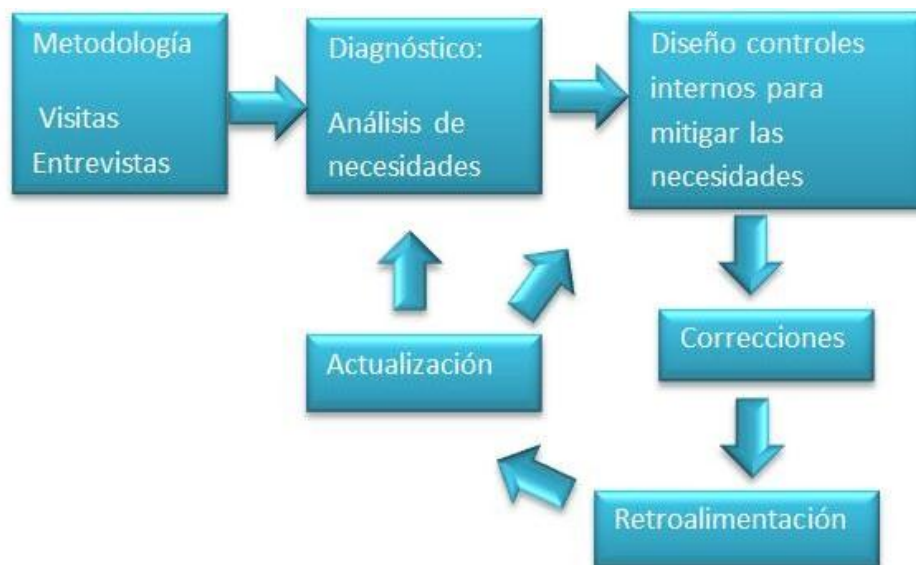 Metodología
Visitas
Entrevistas
Diagnóstico:
Análisis de
necesidades
Diseño controles
internos para
mitigar las
necesidades
Correcciones
Actualización
Retroalimentación